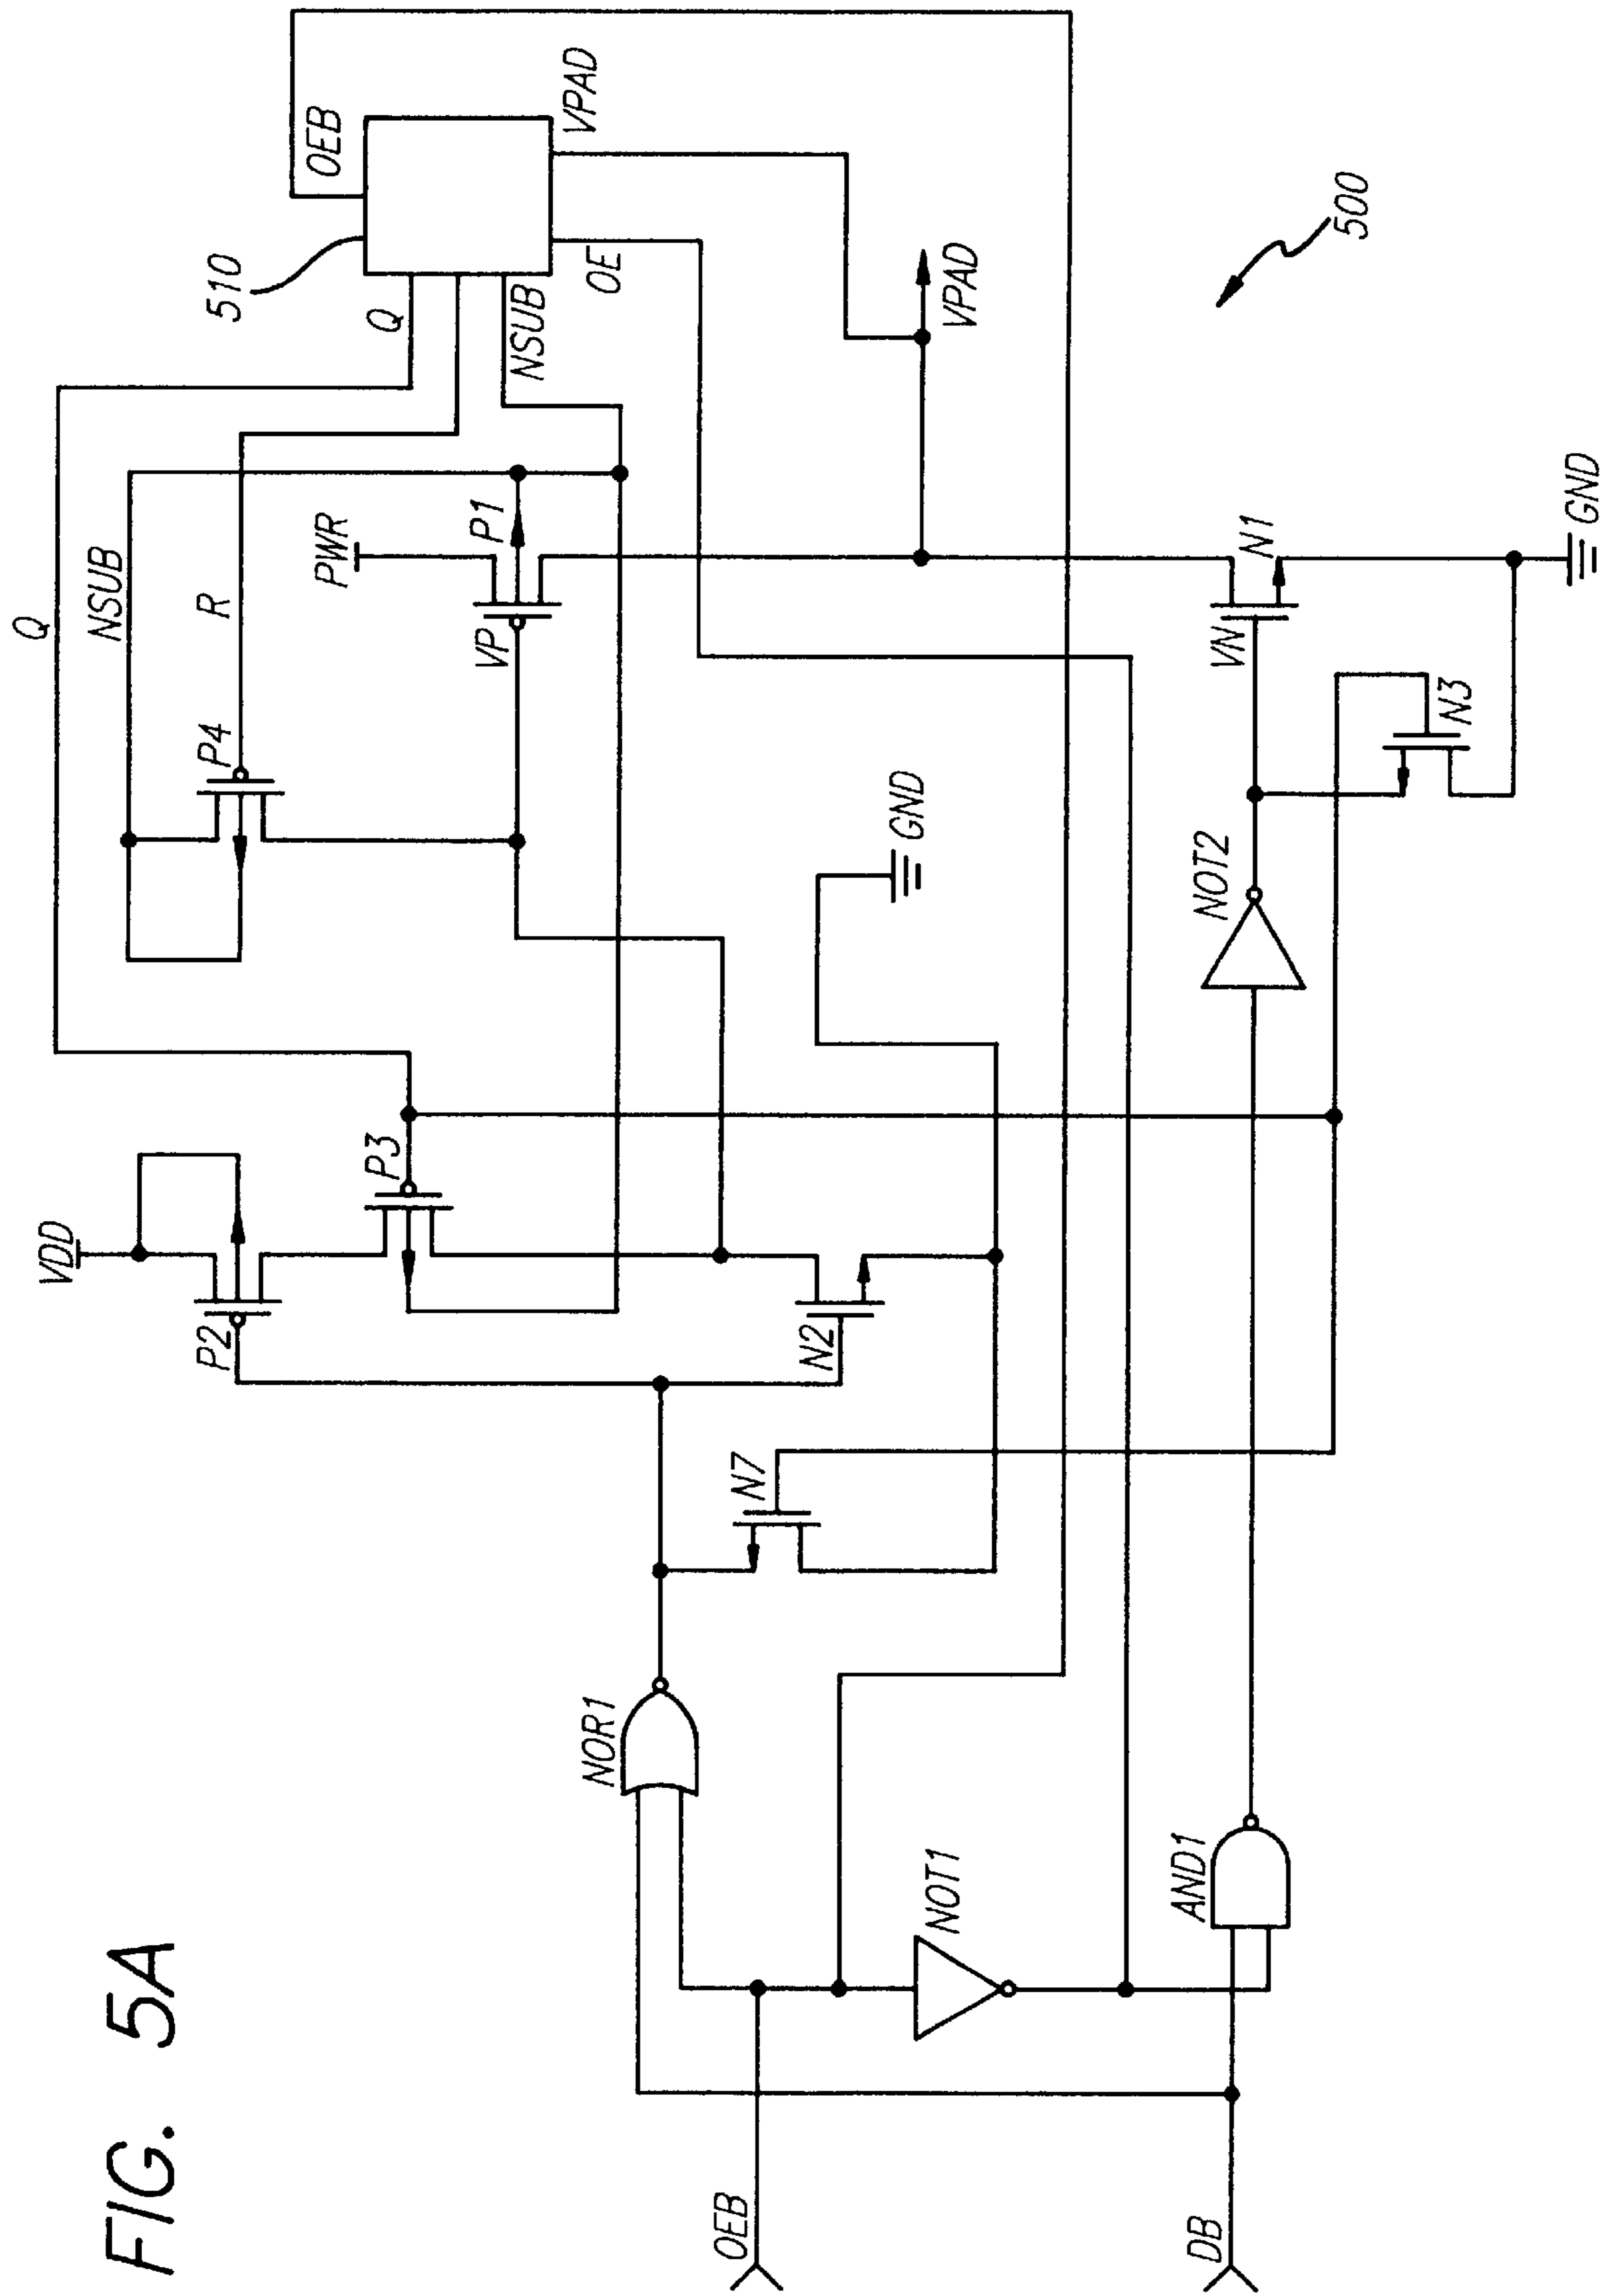 FIG. 5A
Q
NSUB
R
Q
510
OEB
VPAD
OE
NSUB
VDD
P2
P3
P4
PWR
P1
VP
VPAD
500
NOR1
N7
N2
GND
OEB
NOT1
DB
AND1
NOT2
VN
N1
N3
GND